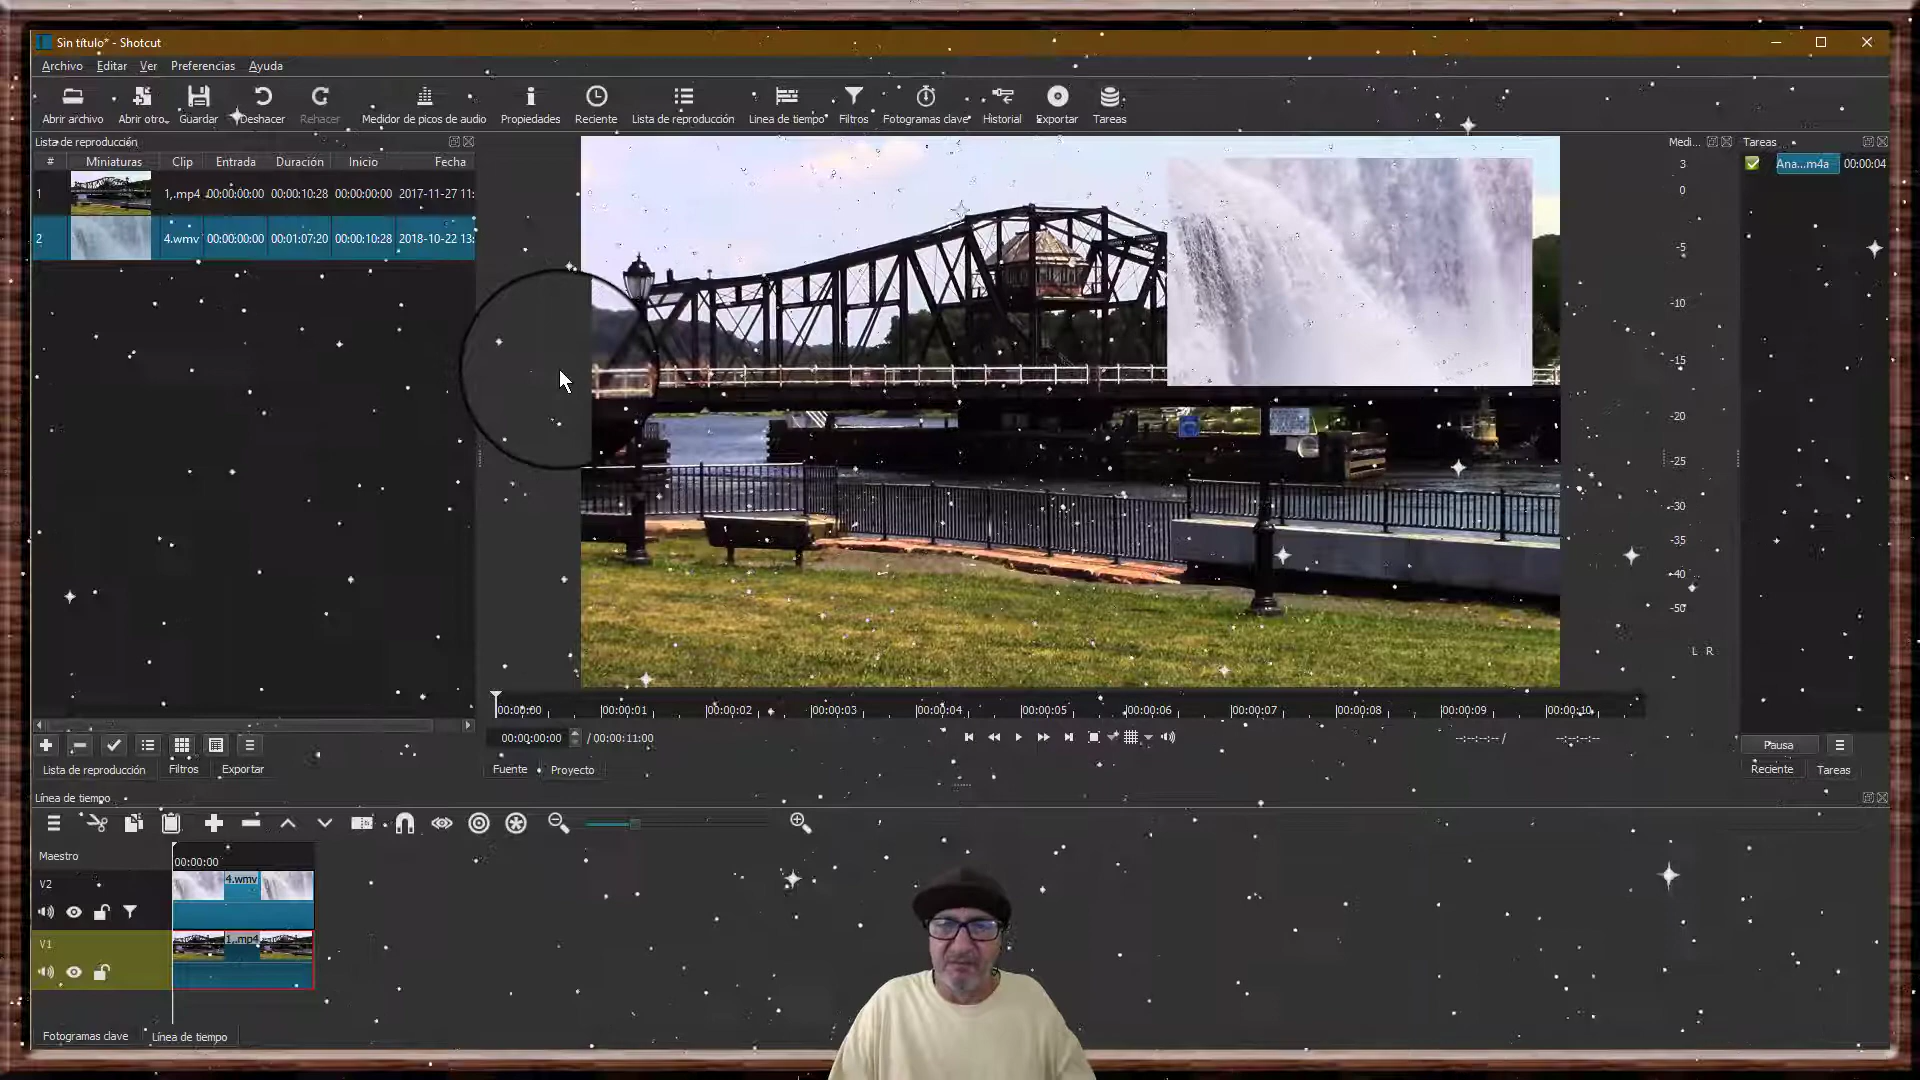 Sin título* - Shotcut
Archivo Editar Ver Preferencias Ayuda
Abrir archivo Abrir otro Guardar Deshacer Rehacer Medidor de picos de audio Propiedades Reciente Lista de reproducción Linea de tiempo Filtros Fotogramas clave Historial Exportar Tareas
Lista de reproducción Medi... Tareas
# Miniaturas Clip Entrada Duración Inicio Fecha
1 1,.mp4 00:00:00:00 00:00:10:28 00:00:00:00 2017-11-27 11:
2 4.wmv 00:00:00:00 00:01:07:20 00:00:10:28 2018-10-22 13:
Ana...m4a 00:00:04
3
0
-5
-10
-15
-20
-25
-30
-35
-40
-50
L R
00:00:00 00:00:01 00:00:02 00:00:03 00:00:04 00:00:05 00:00:06 00:00:07 00:00:08 00:00:09 00:00:10
00:00:00:00 / 00:00:11:00 --:--:--:-- / --:--:--:--
Pausa
Lista de reproducción Filtros Exportar Fuente Proyecto Reciente Tareas
Línea de tiempo
Maestro 00:00:00
V2 4.wmv
V1 1,.mp4
Fotogramas clave Línea de tiempo